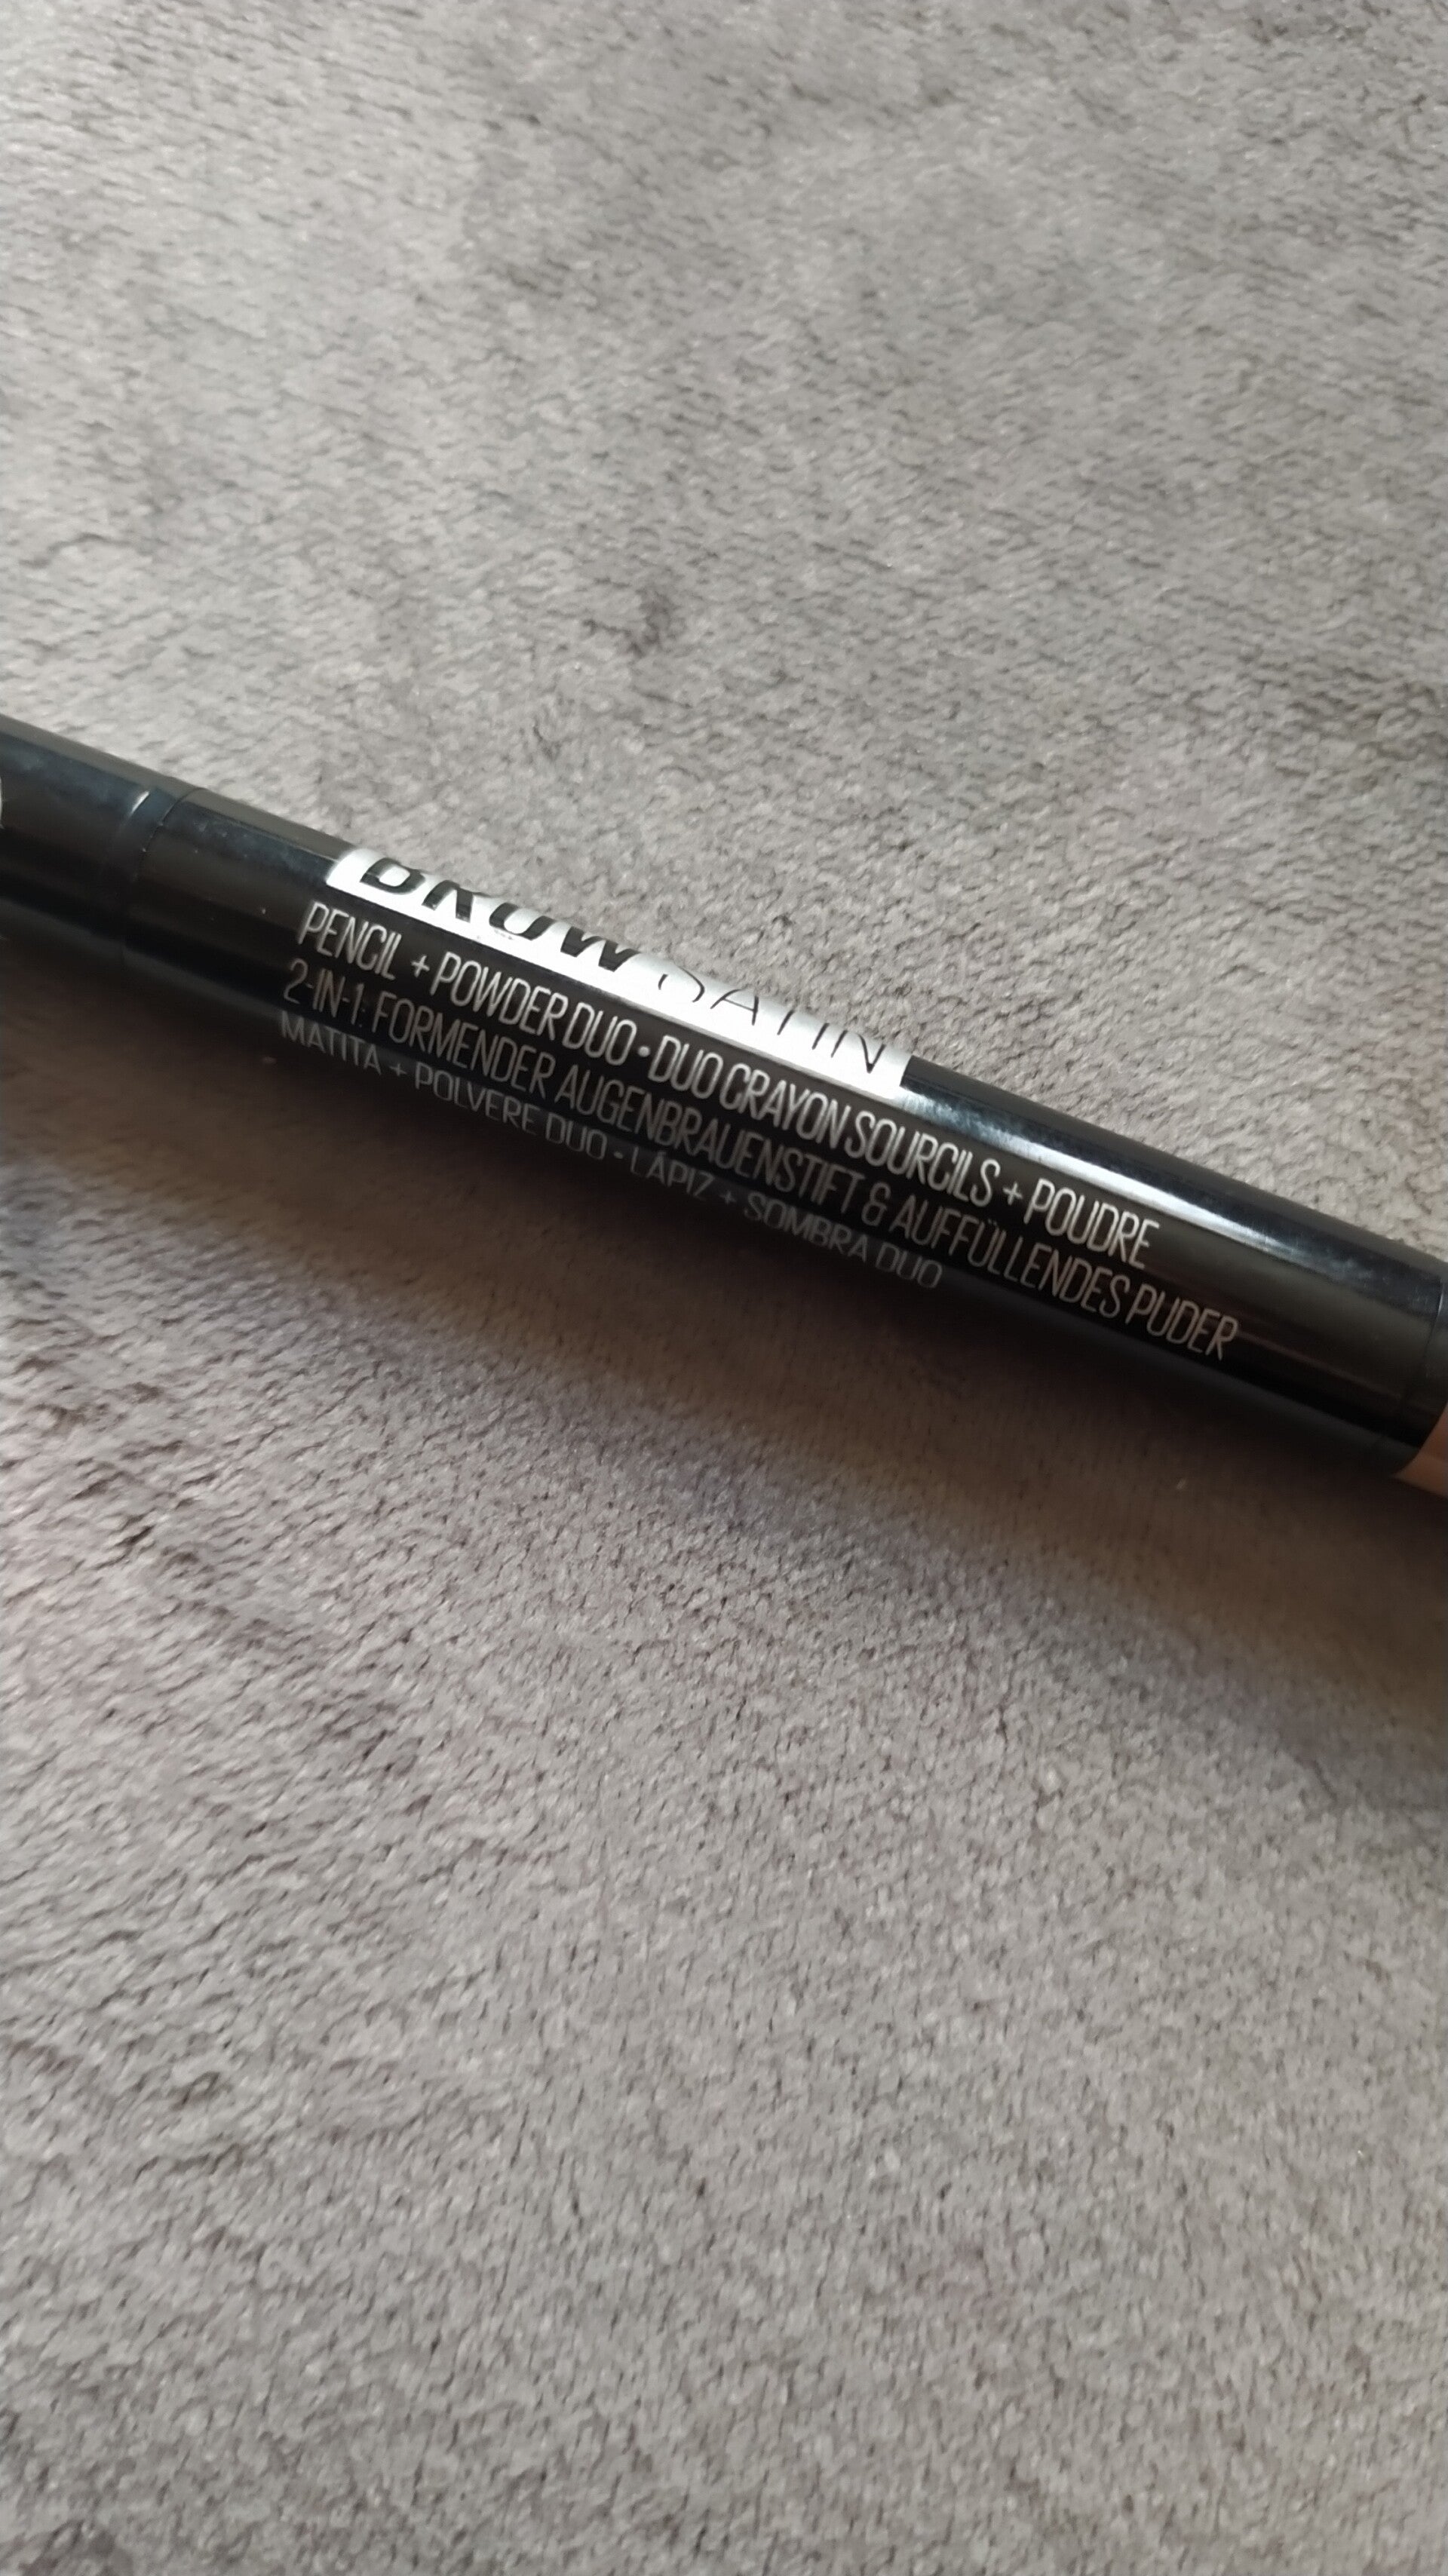 BROW SATIN
PENCIL + POWDER DUO • DUO CRAYON SOURCILS + POUDRE
2-IN-1: FORMENDER AUGENBRAUENSTIFT & AUFFÜLLENDES PUDER
MATITA + POLVERE DUO • LÁPIZ + SOMBRA DUO